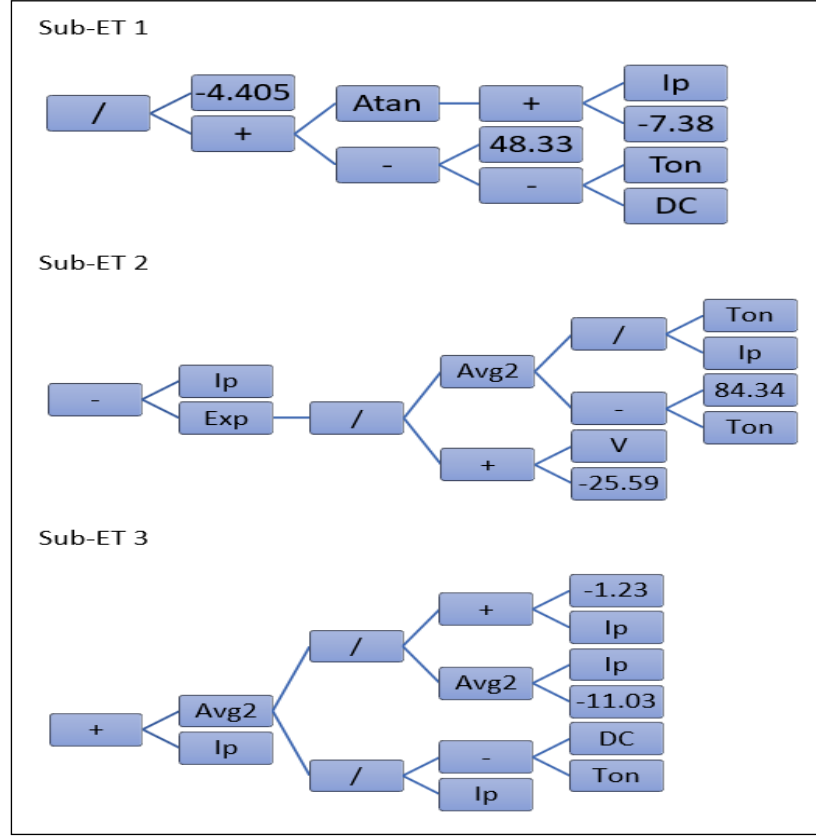 Sub-ET 1
/
-4.405
+
Atan
-
+
48.33
-
Ip
-7.38
Ton
DC
Sub-ET 2
-
Ip
Exp
/
Avg2
+
/
-
V
-25.59
Ton
Ip
84.34
Ton
Sub-ET 3
+
Avg2
Ip
/
/
+
Avg2
-
Ip
-1.23
Ip
Ip
-11.03
DC
Ton